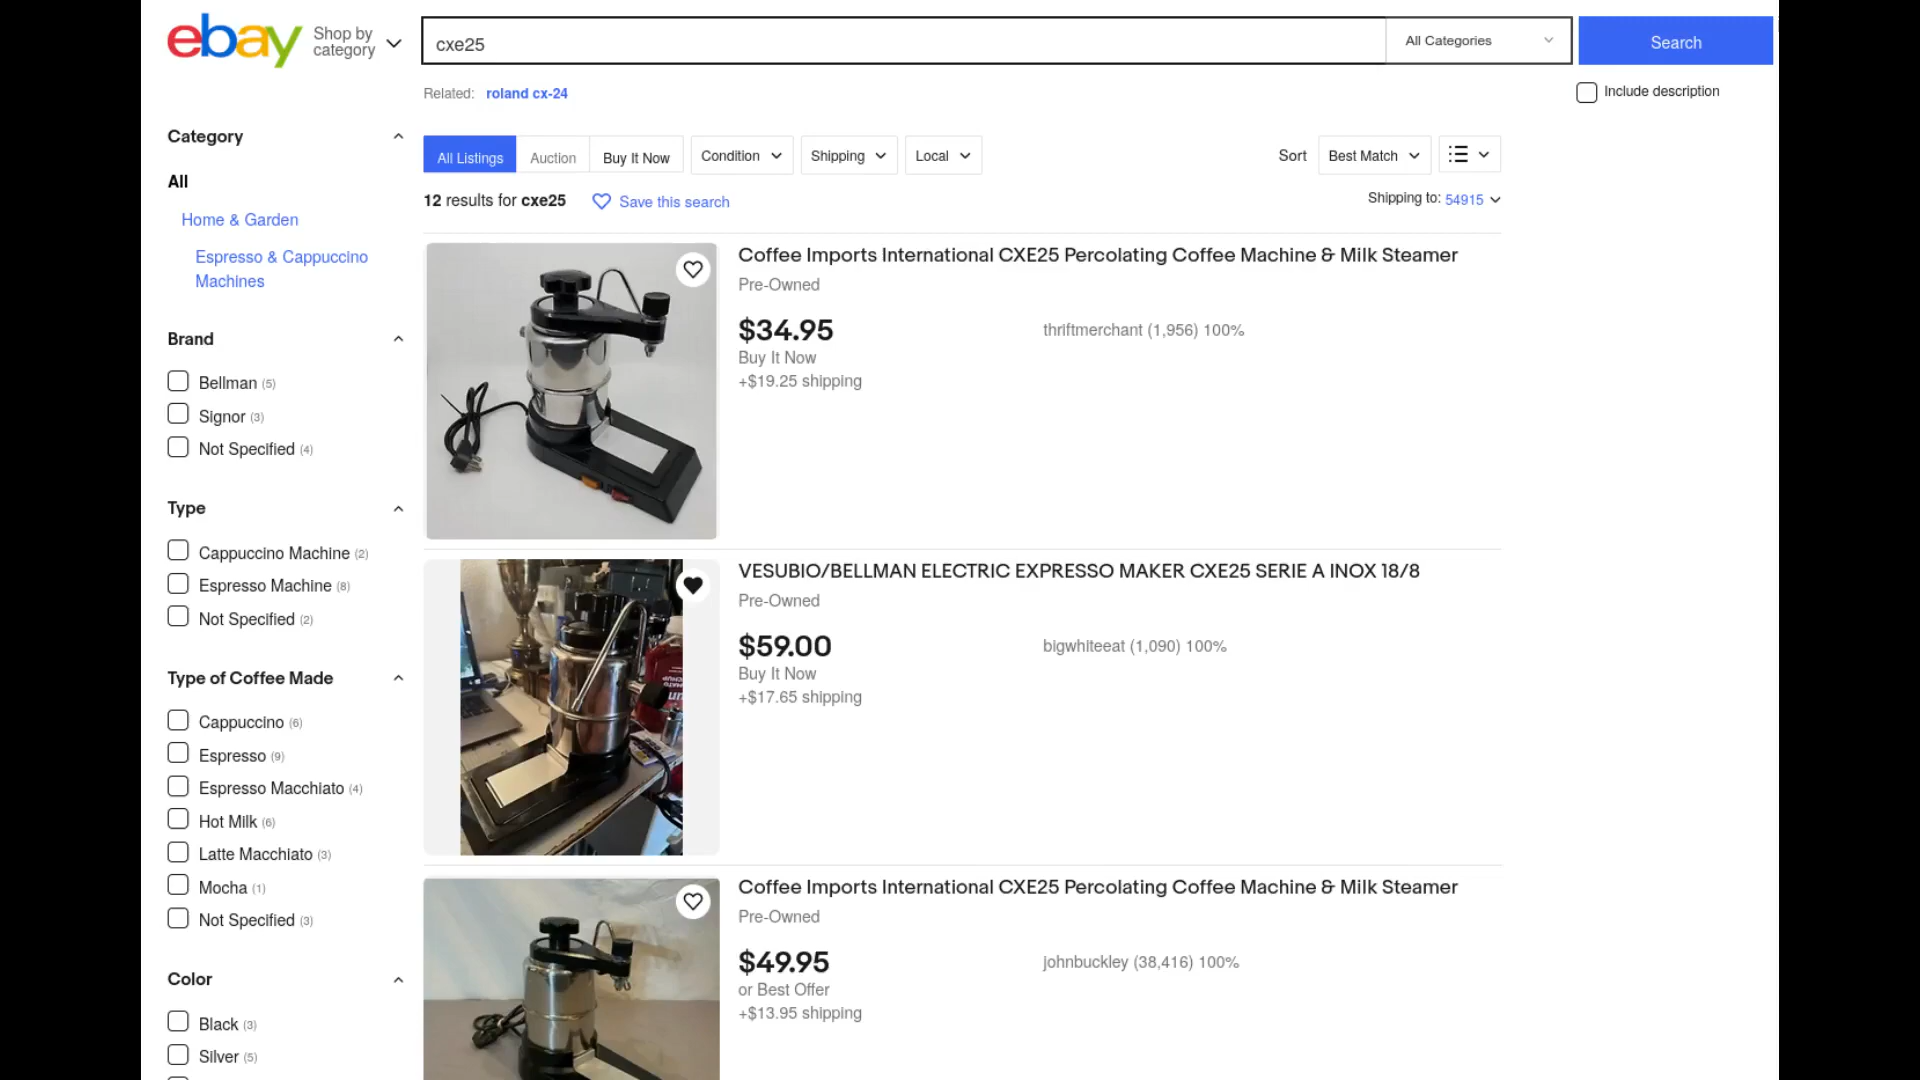 ebay
Shop by
category
cxe25
All Categories
Search
Related: roland cx-24
Include description
Category
All
Home & Garden
Espresso & Cappuccino
Machines
Brand
Bellman (5)
Signor (3)
Not Specified (4)
Type
Cappuccino Machine (2)
Espresso Machine (8)
Not Specified (2)
Type of Coffee Made
Cappuccino (6)
Espresso (9)
Espresso Macchiato (4)
Hot Milk (6)
Latte Macchiato (3)
Mocha (1)
Not Specified (3)
Color
Black (3)
Silver (5)
All Listings
Auction
Buy It Now
Condition
Shipping
Local
Sort
Best Match
12 results for cxe25
Save this search
Shipping to: 54915
Coffee Imports International CXE25 Percolating Coffee Machine & Milk Steamer
Pre-Owned
$34.95
Buy It Now
+$19.25 shipping
thriftmerchant (1,956) 100%
VESUBIO/BELLMAN ELECTRIC EXPRESSO MAKER CXE25 SERIE A INOX 18/8
Pre-Owned
$59.00
Buy It Now
+$17.65 shipping
bigwhiteeat (1,090) 100%
Coffee Imports International CXE25 Percolating Coffee Machine & Milk Steamer
Pre-Owned
$49.95
or Best Offer
+$13.95 shipping
johnbuckley (38,416) 100%